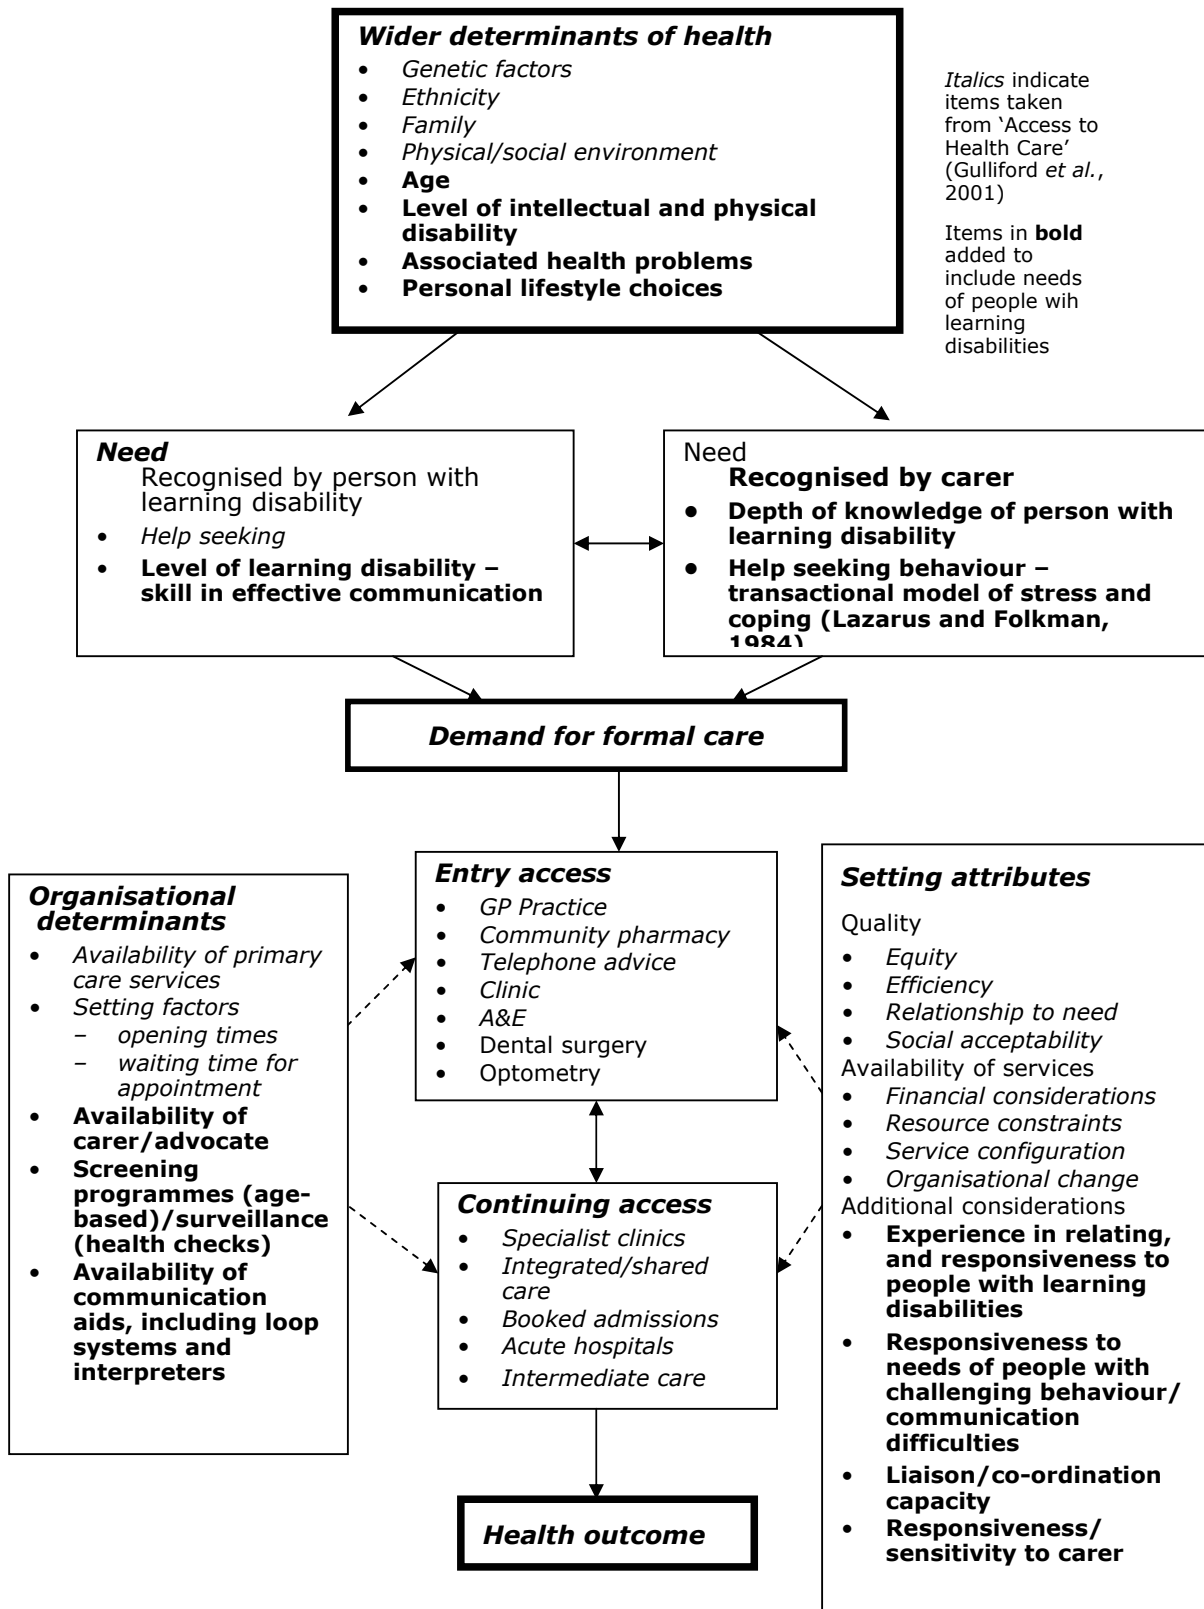 Wider determinants of health
• Genetic factors
• Ethnicity
• Family
• Physical/social environment
• Age
• Level of intellectual and physical
disability
• Associated health problems
• Personal lifestyle choices
Italics indicate
items taken
from ‘Access to
Health Care’
(Gulliford et al.,
2001)
Items in bold
added to
include needs
of people wih
learning
disabilities
Need
Recognised by person with
learning disability
• Help seeking
• Level of learning disability –
skill in effective communication
Need
Recognised by carer
• Depth of knowledge of person with
learning disability
• Help seeking behaviour –
transactional model of stress and
coping (Lazarus and Folkman,
1984)
Demand for formal care
Organisational
determinants
• Availability of primary
care services
• Setting factors
– opening times
– waiting time for
appointment
• Availability of
carer/advocate
• Screening
programmes (age-
based)/surveillance
(health checks)
• Availability of
communication
aids, including loop
systems and
interpreters
Entry access
• GP Practice
• Community pharmacy
• Telephone advice
• Clinic
• A&E
• Dental surgery
• Optometry
Continuing access
• Specialist clinics
• Integrated/shared
care
• Booked admissions
• Acute hospitals
• Intermediate care
Health outcome
Setting attributes
Quality
• Equity
• Efficiency
• Relationship to need
• Social acceptability
Availability of services
• Financial considerations
• Resource constraints
• Service configuration
• Organisational change
Additional considerations
• Experience in relating,
and responsiveness to
people with learning
disabilities
• Responsiveness to
needs of people with
challenging behaviour/
communication
difficulties
• Liaison/co-ordination
capacity
• Responsiveness/
sensitivity to carer